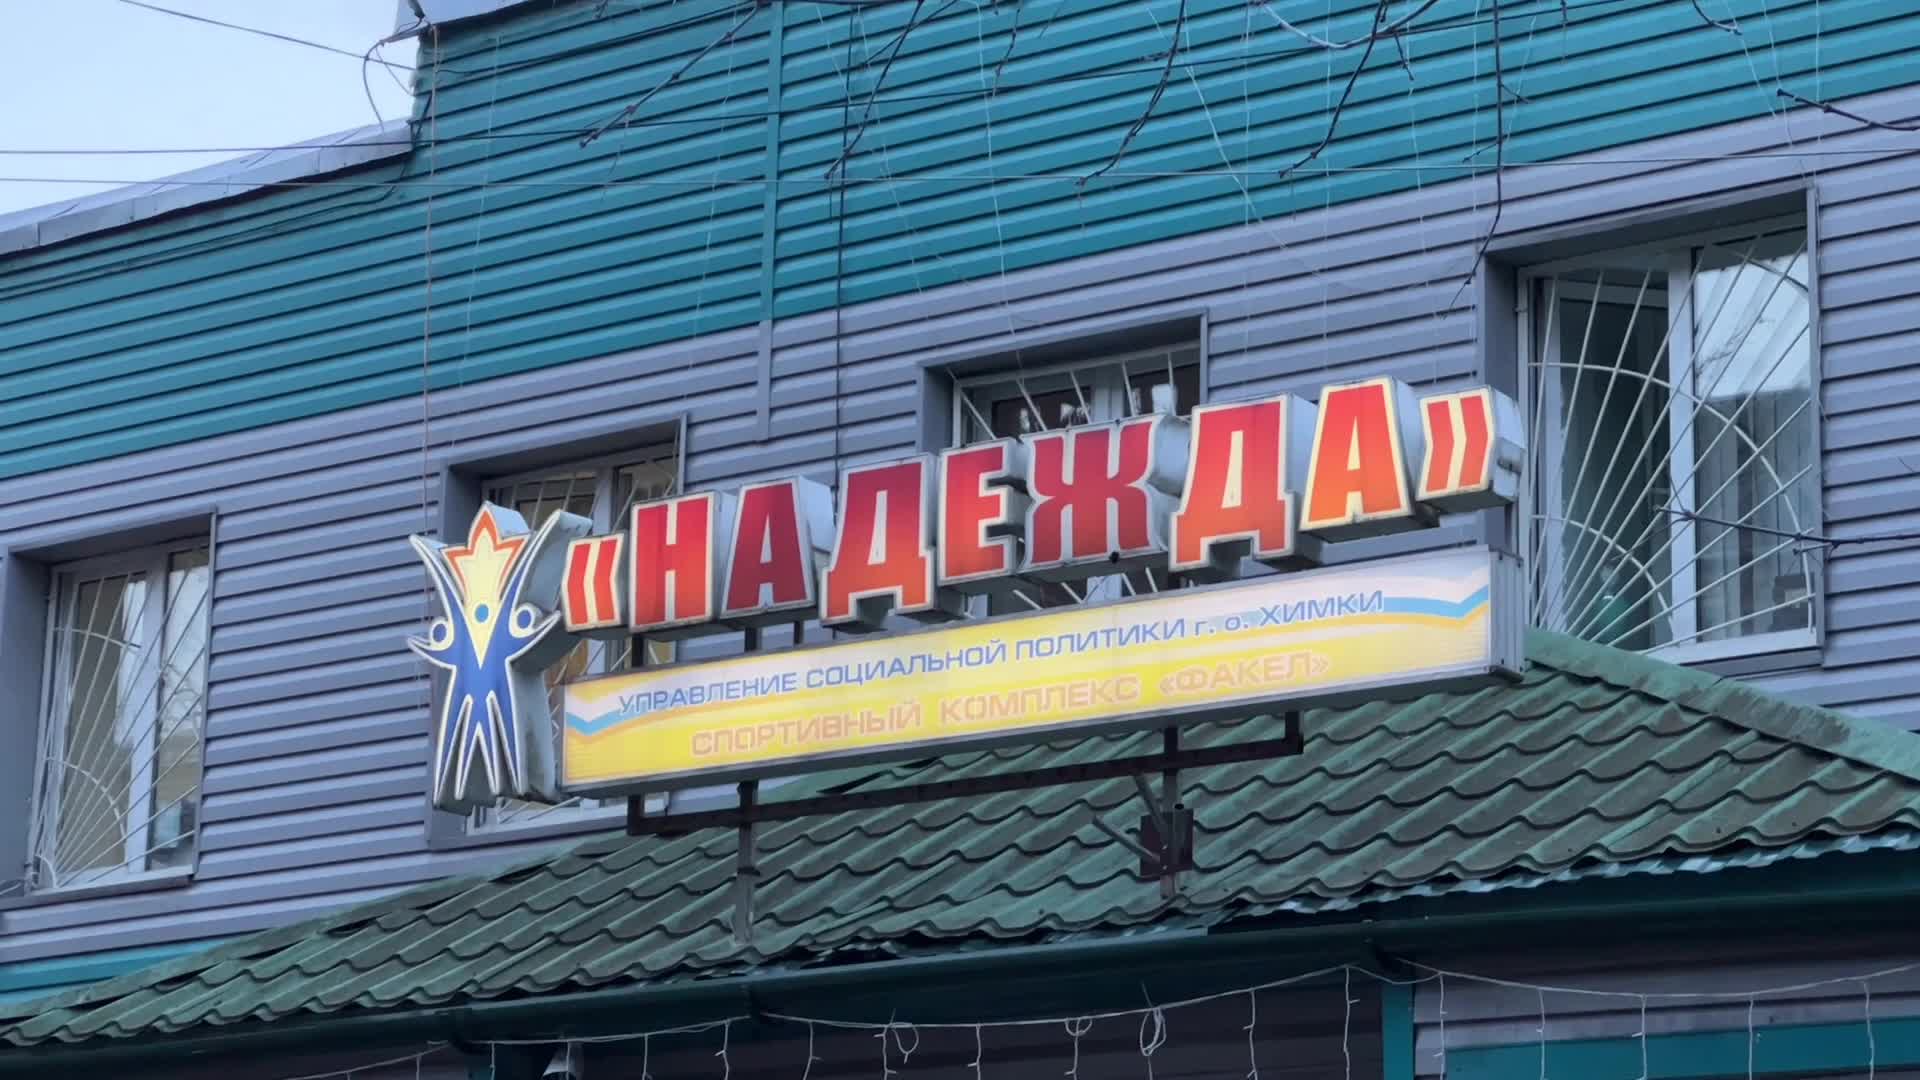 «НАДЕЖДА»
УПРАВЛЕНИЕ СОЦИАЛЬНОЙ ПОЛИТИКИ г. о. ХИМКИ
СПОРТИВНЫЙ КОМПЛЕКС «ФАКЕЛ»